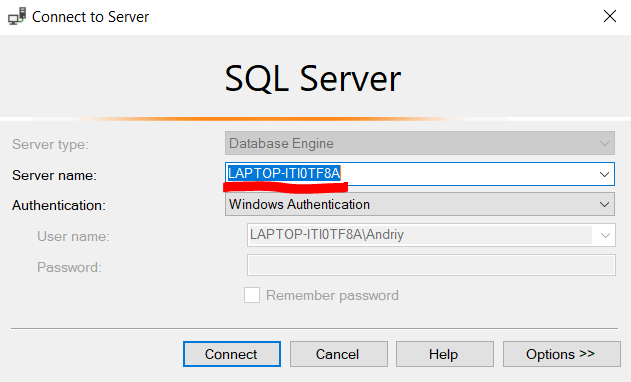 Connect to Server
SQL Server
Server type: Database Engine
Server name: LAPTOP-ITI0TF8A
Authentication: Windows Authentication
User name: LAPTOP-ITI0TF8A\Andriy
Password:
Remember password
Connect Cancel Help Options >>